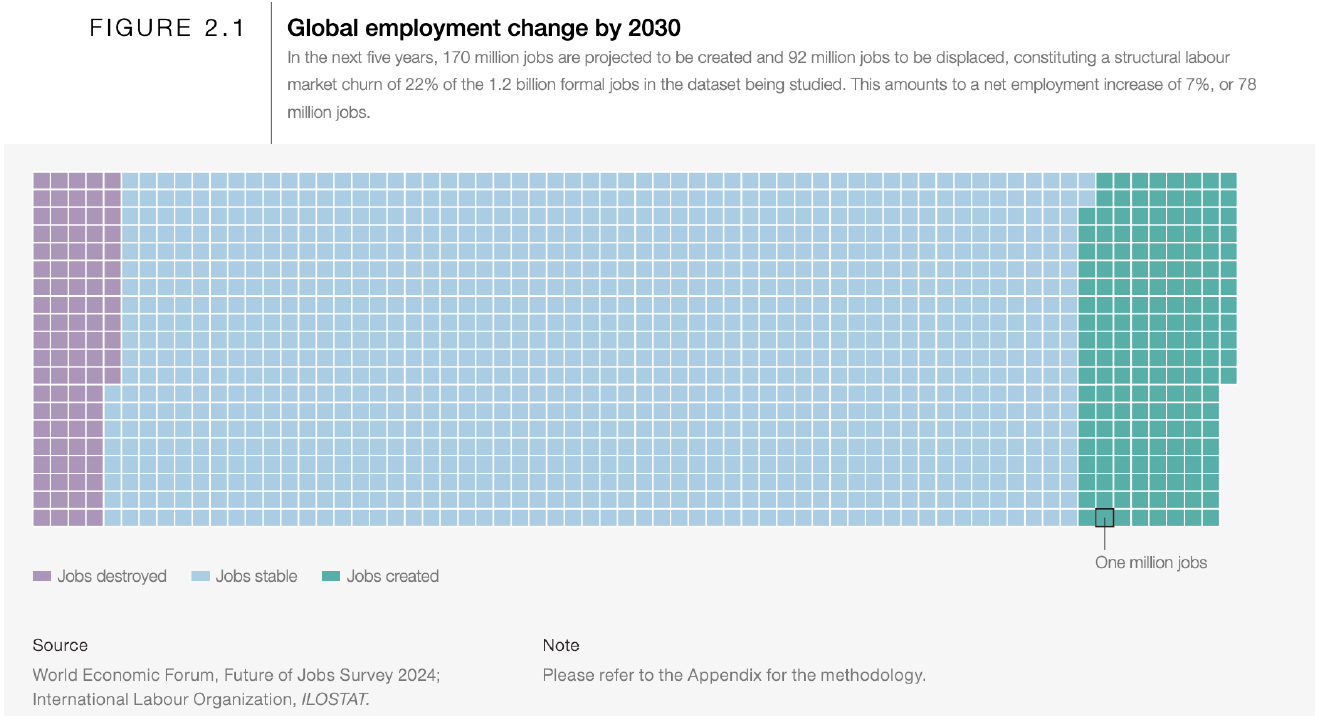 FIGURE 2.1
Global employment change by 2030
In the next five years, 170 million jobs are projected to be created and 92 million jobs to be displaced, constituting a structural labour
market churn of 22% of the 1.2 billion formal jobs in the dataset being studied. This amounts to a net employment increase of 7%, or 78
million jobs.
One million jobs
Jobs destroyed
Jobs stable
Jobs created
Source
World Economic Forum, Future of Jobs Survey 2024;
International Labour Organization, ILOSTAT.
Note
Please refer to the Appendix for the methodology.